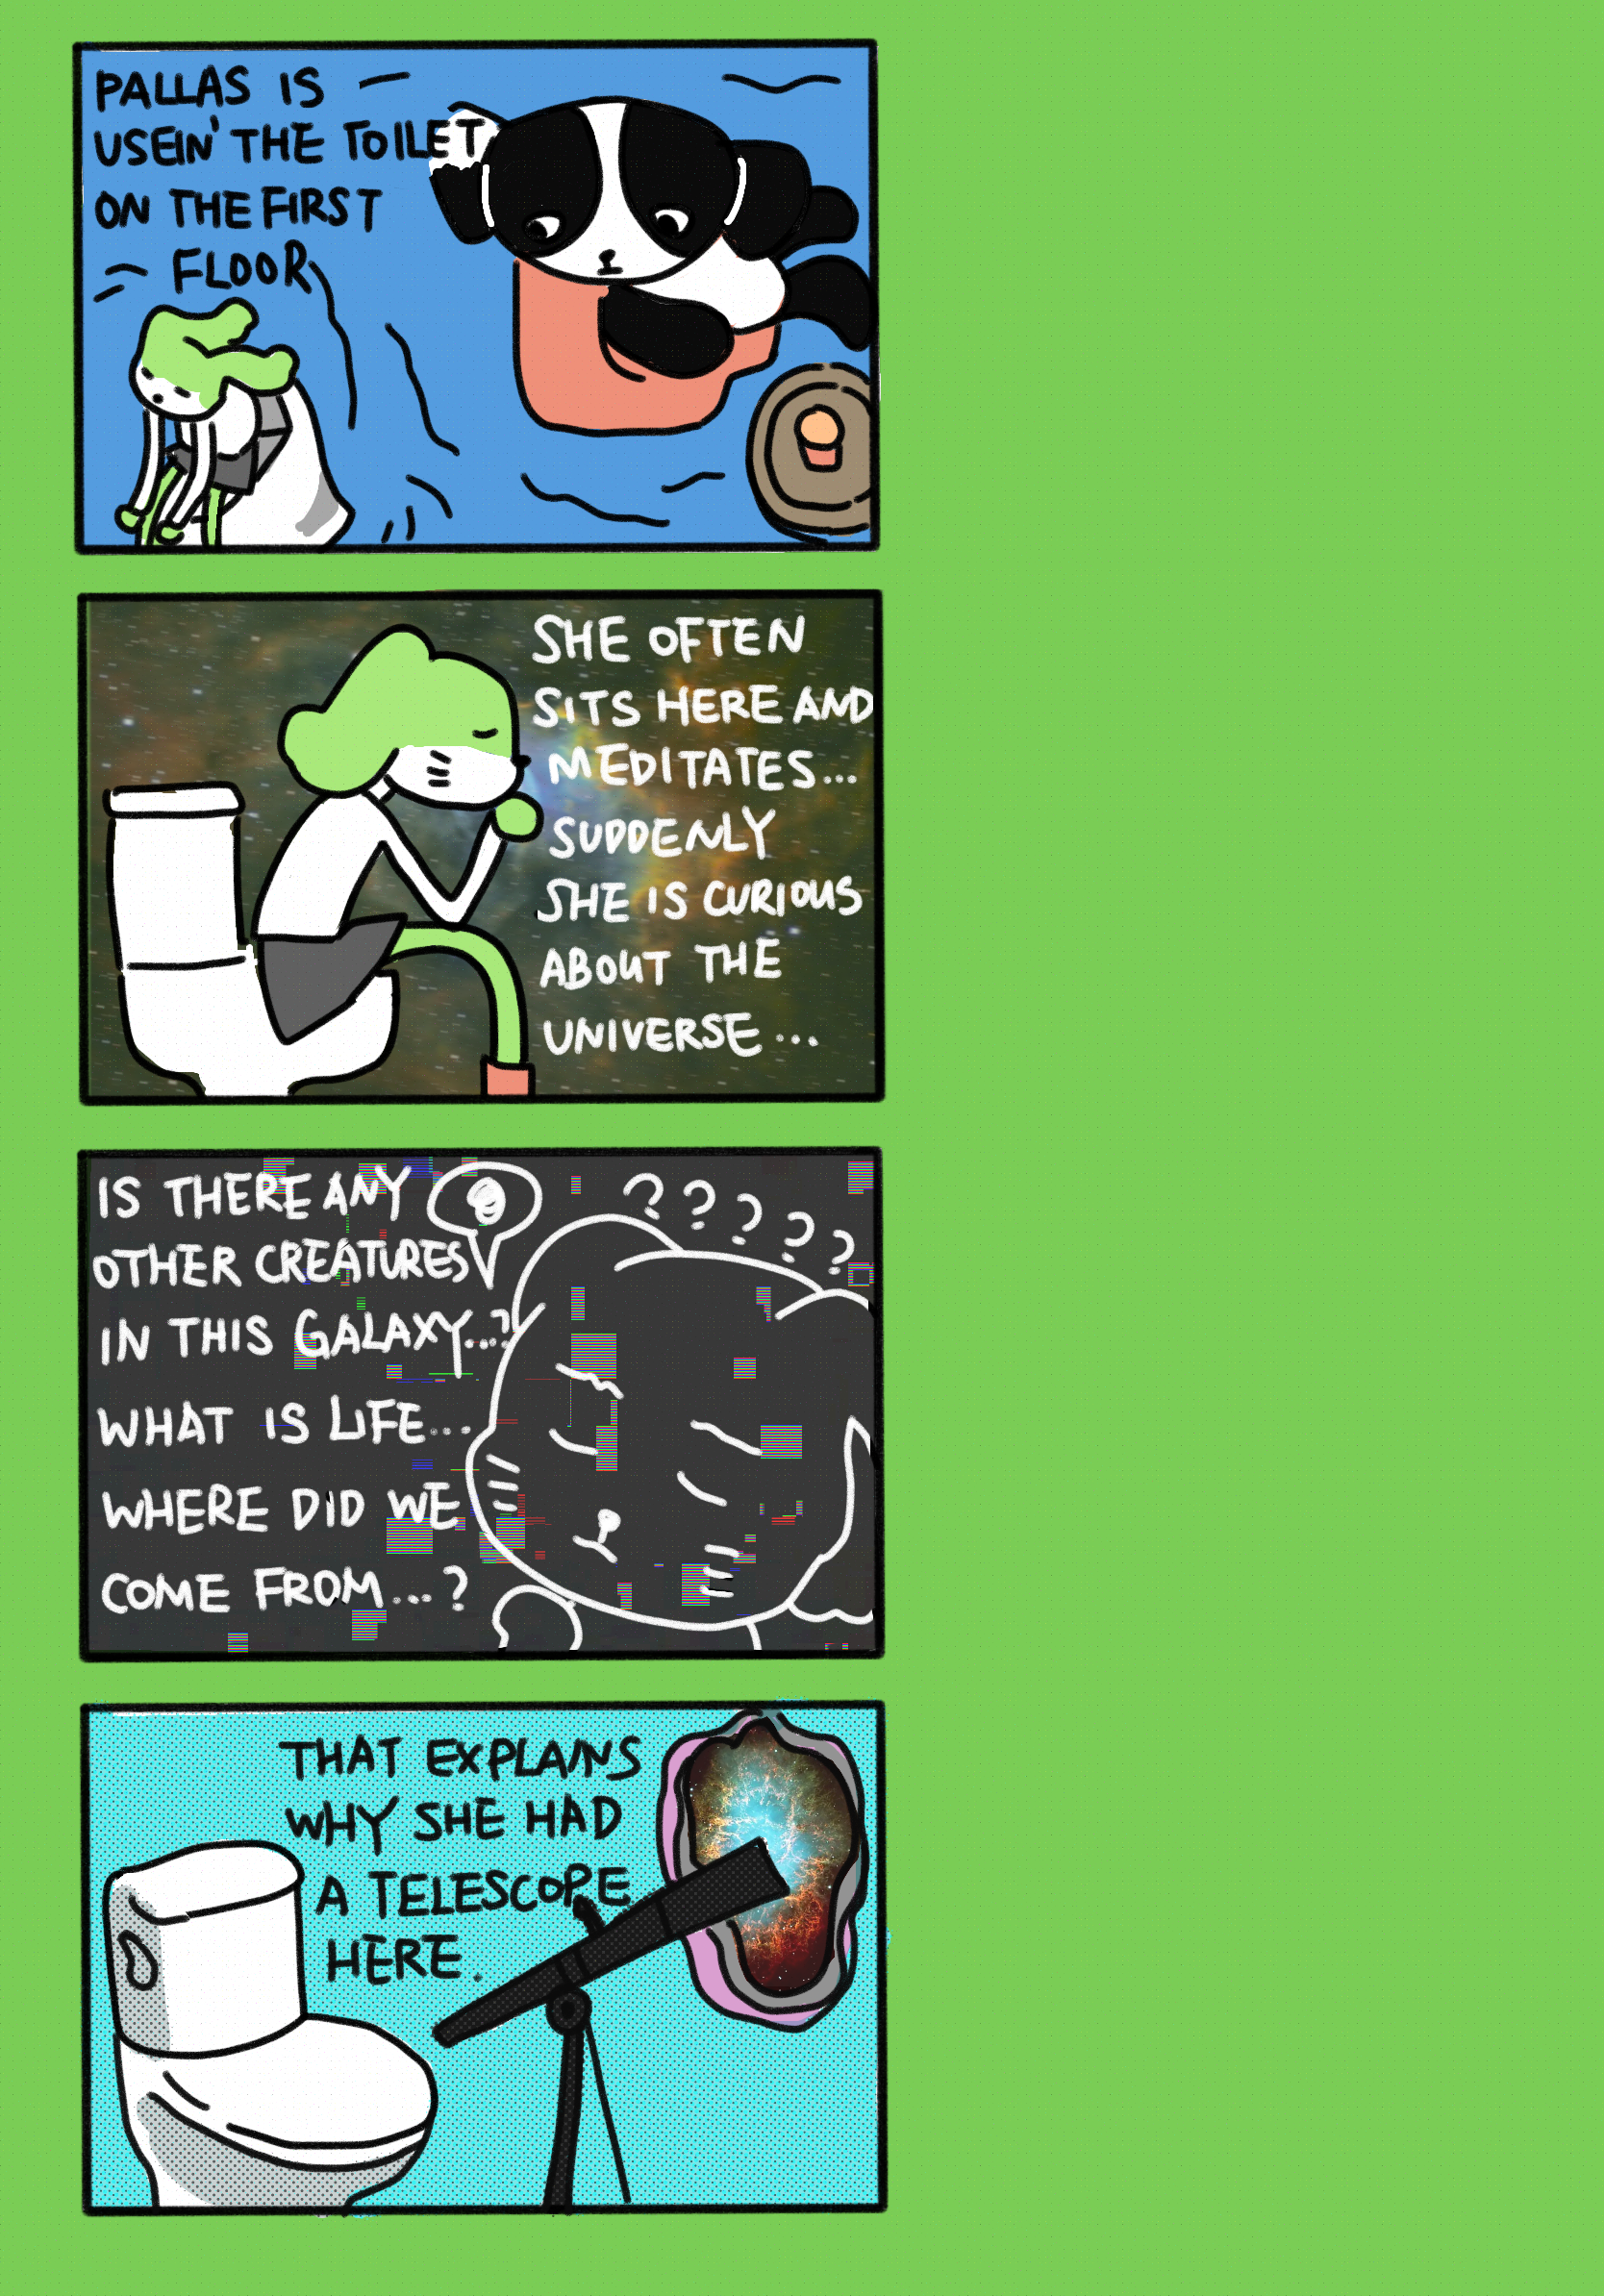 PALLAS IS
USEIN' THE TOILET
ON THE FIRST
FLOOR
SHE OFTEN
SITS HERE AND
MEDITATES...
SUDDENLY
SHE IS CURIOUS
ABOUT THE
UNIVERSE...
IS THERE ANY
OTHER CREATURES
IN THIS GALAXY...?
?????
WHAT IS LIFE...
WHERE DID WE
COME FROM...?
THAT EXPLAINS
WHY SHE HAD
A TELESCOPE
HERE.